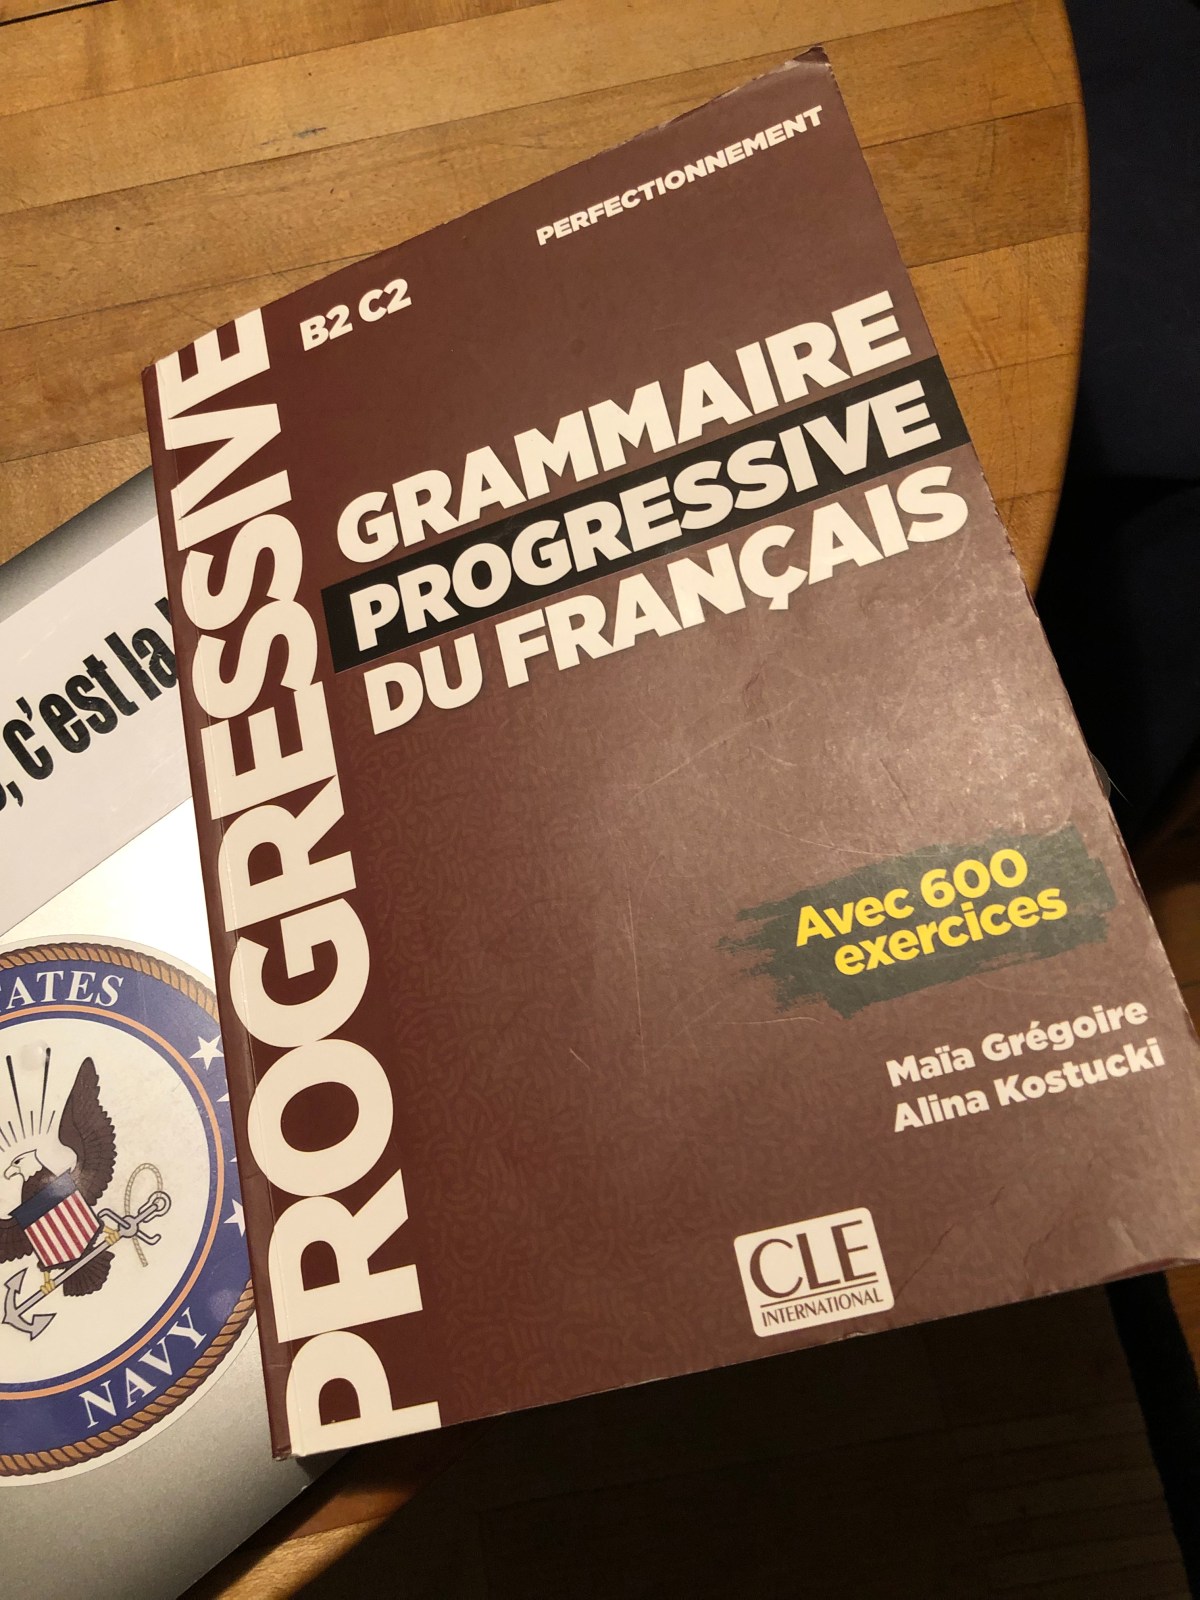 PERFECTIONNEMENT
B2 C2
PROGRESSIVE
GRAMMAIRE
PROGRESSIVE
DU FRANÇAIS
Avec 600
exercices
Maïa Grégoire
Alina Kostucki
CLE
INTERNATIONAL
c'est la
NAVY